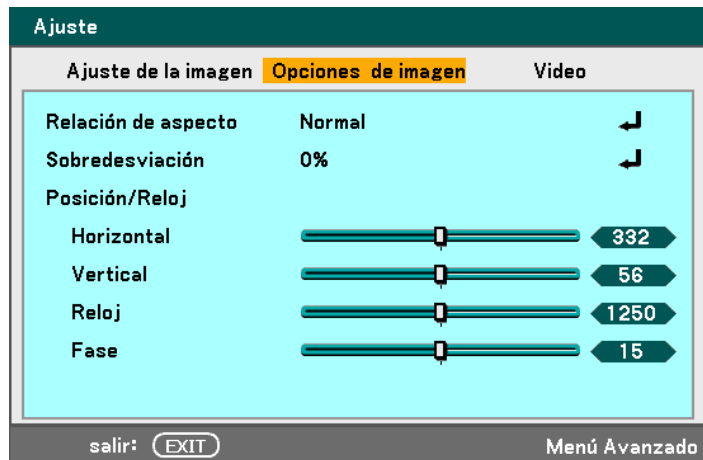 Ajuste
Ajuste de la imagen Opciones de imagen Video
Relación de aspecto Normal
Sobredesviación 0%
Posición/Reloj
Horizontal 332
Vertical 56
Reloj 1250
Fase 15
salir: EXIT Menú Avanzado